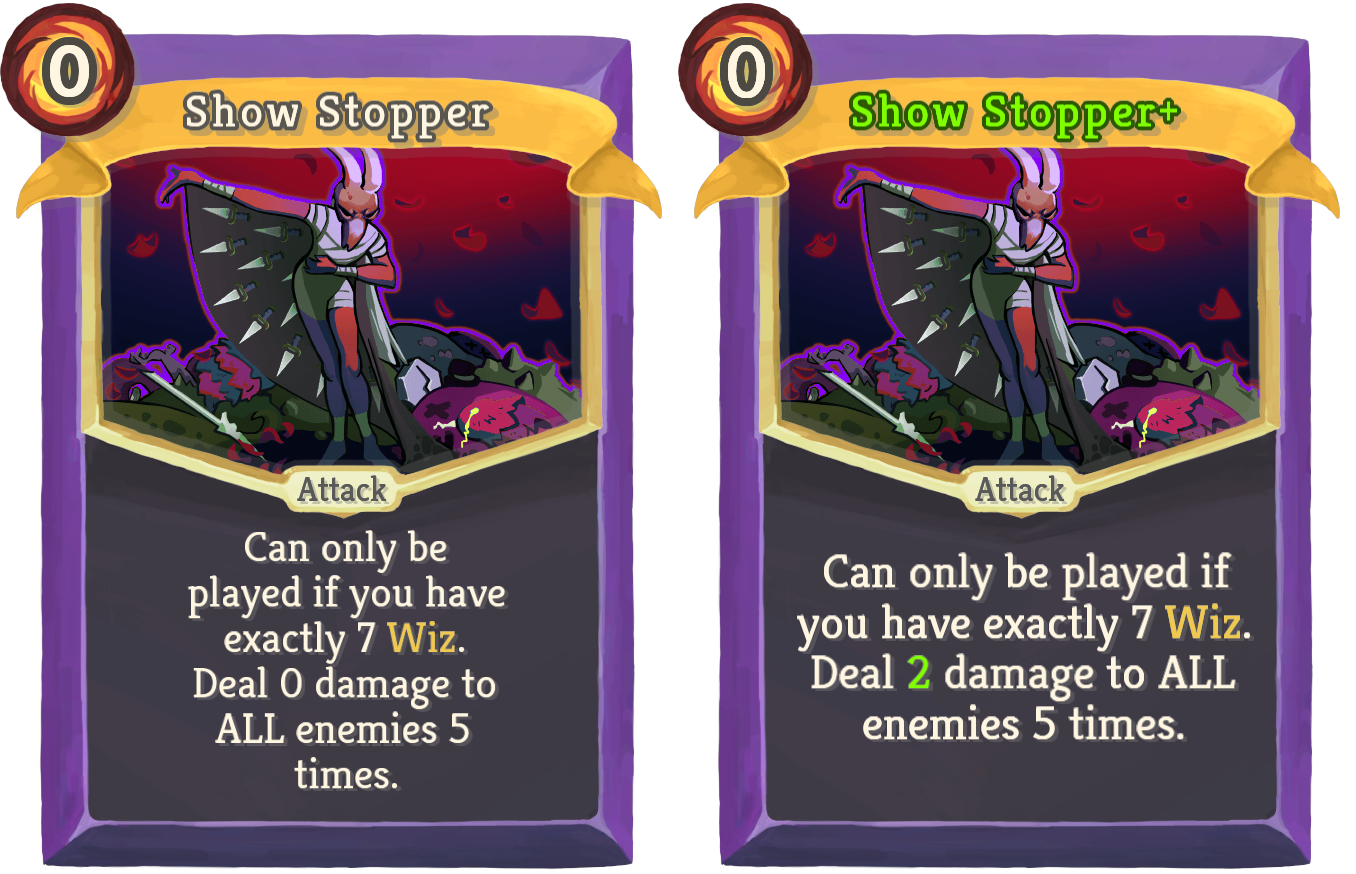 0
Show Stopper
Attack
Can only be
played if you have
exactly 7 Wiz.
Deal 0 damage to
ALL enemies 5
times.
0
Show Stopper+
Attack
Can only be played if
you have exactly 7 Wiz.
Deal 2 damage to ALL
enemies 5 times.